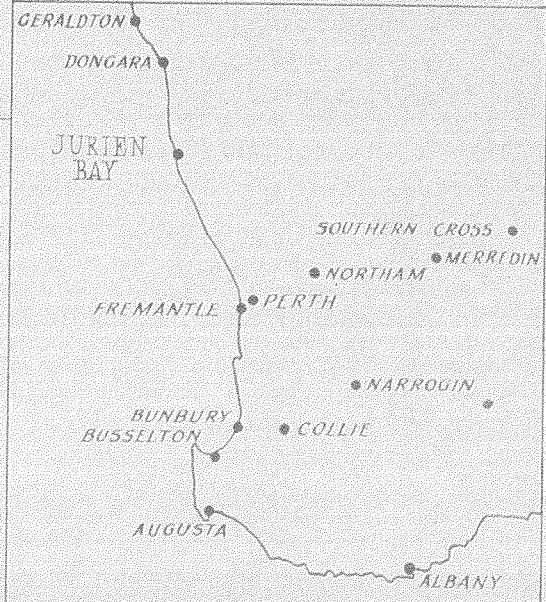 GERALDTON
DONGARA
JURIEN
BAY
SOUTHERN CROSS
MERREDIN
NORTHAM
PERTH
FREMANTLE
NARROGIN
BUNBURY
BUSSELTON
COLLIE
AUGUSTA
ALBANY